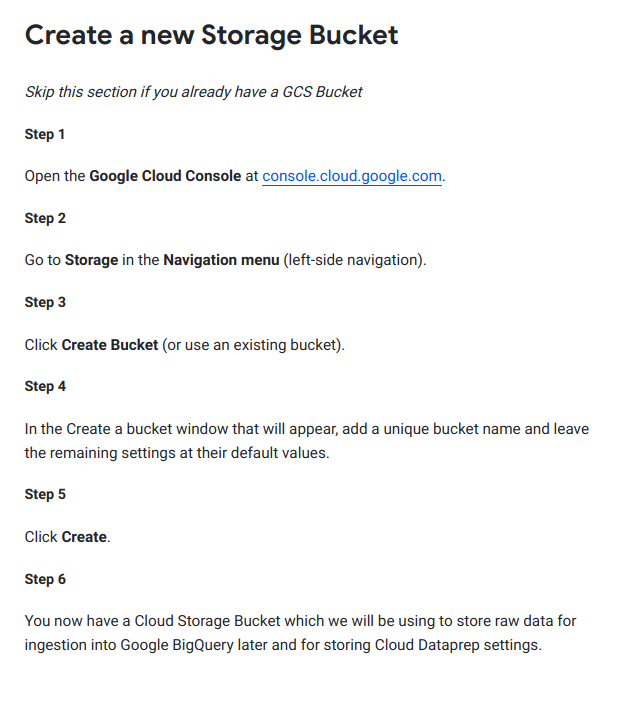 Create a new Storage Bucket
Skip this section if you already have a GCS Bucket
Step 1
Open the Google Cloud Console at console.cloud.google.com.
Step 2
Go to Storage in the Navigation menu (left-side navigation).
Step 3
Click Create Bucket (or use an existing bucket).
Step 4
In the Create a bucket window that will appear, add a unique bucket name and leave
the remaining settings at their default values.
Step 5
Click Create.
Step 6
You now have a Cloud Storage Bucket which we will be using to store raw data for
ingestion into Google BigQuery later and for storing Cloud Dataprep settings.